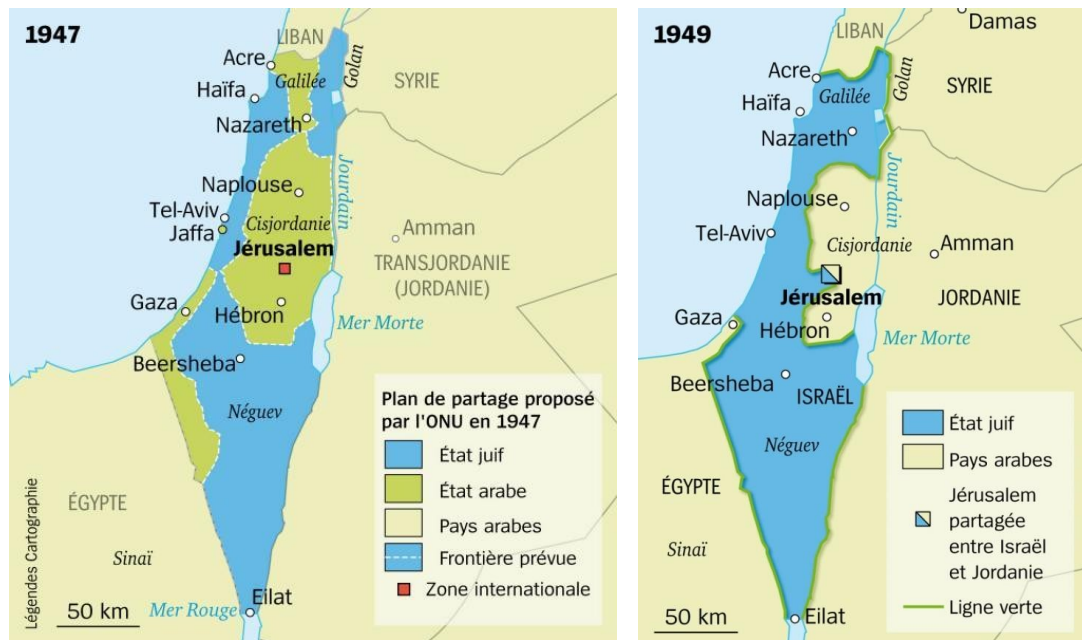 1947
LIBAN
Acre
Galilée
Golan
SYRIE
Haïfa
Nazareth
Jourdain
Naplouse
Tel-Aviv
Cisjordanie
Jaffa
Jérusalem
Amman
TRANSJORDANIE
(JORDANIE)
Gaza
Hébron
Mer Morte
Beersheba
Néguev
Plan de partage proposé
par l'ONU en 1947
État juif
État arabe
Pays arabes
Frontière prévue
Zone internationale
ÉGYPTE
Sinaï
Mer Rouge
Eilat
50 km
Légendes Cartographie
1949
Damas
LIBAN
Acre
Galilée
Golan
SYRIE
Haïfa
Nazareth
Jourdain
Naplouse
Tel-Aviv
Cisjordanie
Amman
Jérusalem
JORDANIE
Gaza
Hébron
Mer Morte
Beersheba
ISRAËL
Néguev
État juif
Pays arabes
Jérusalem
partagée
entre Israël
et Jordanie
Ligne verte
ÉGYPTE
Sinaï
Eilat
50 km